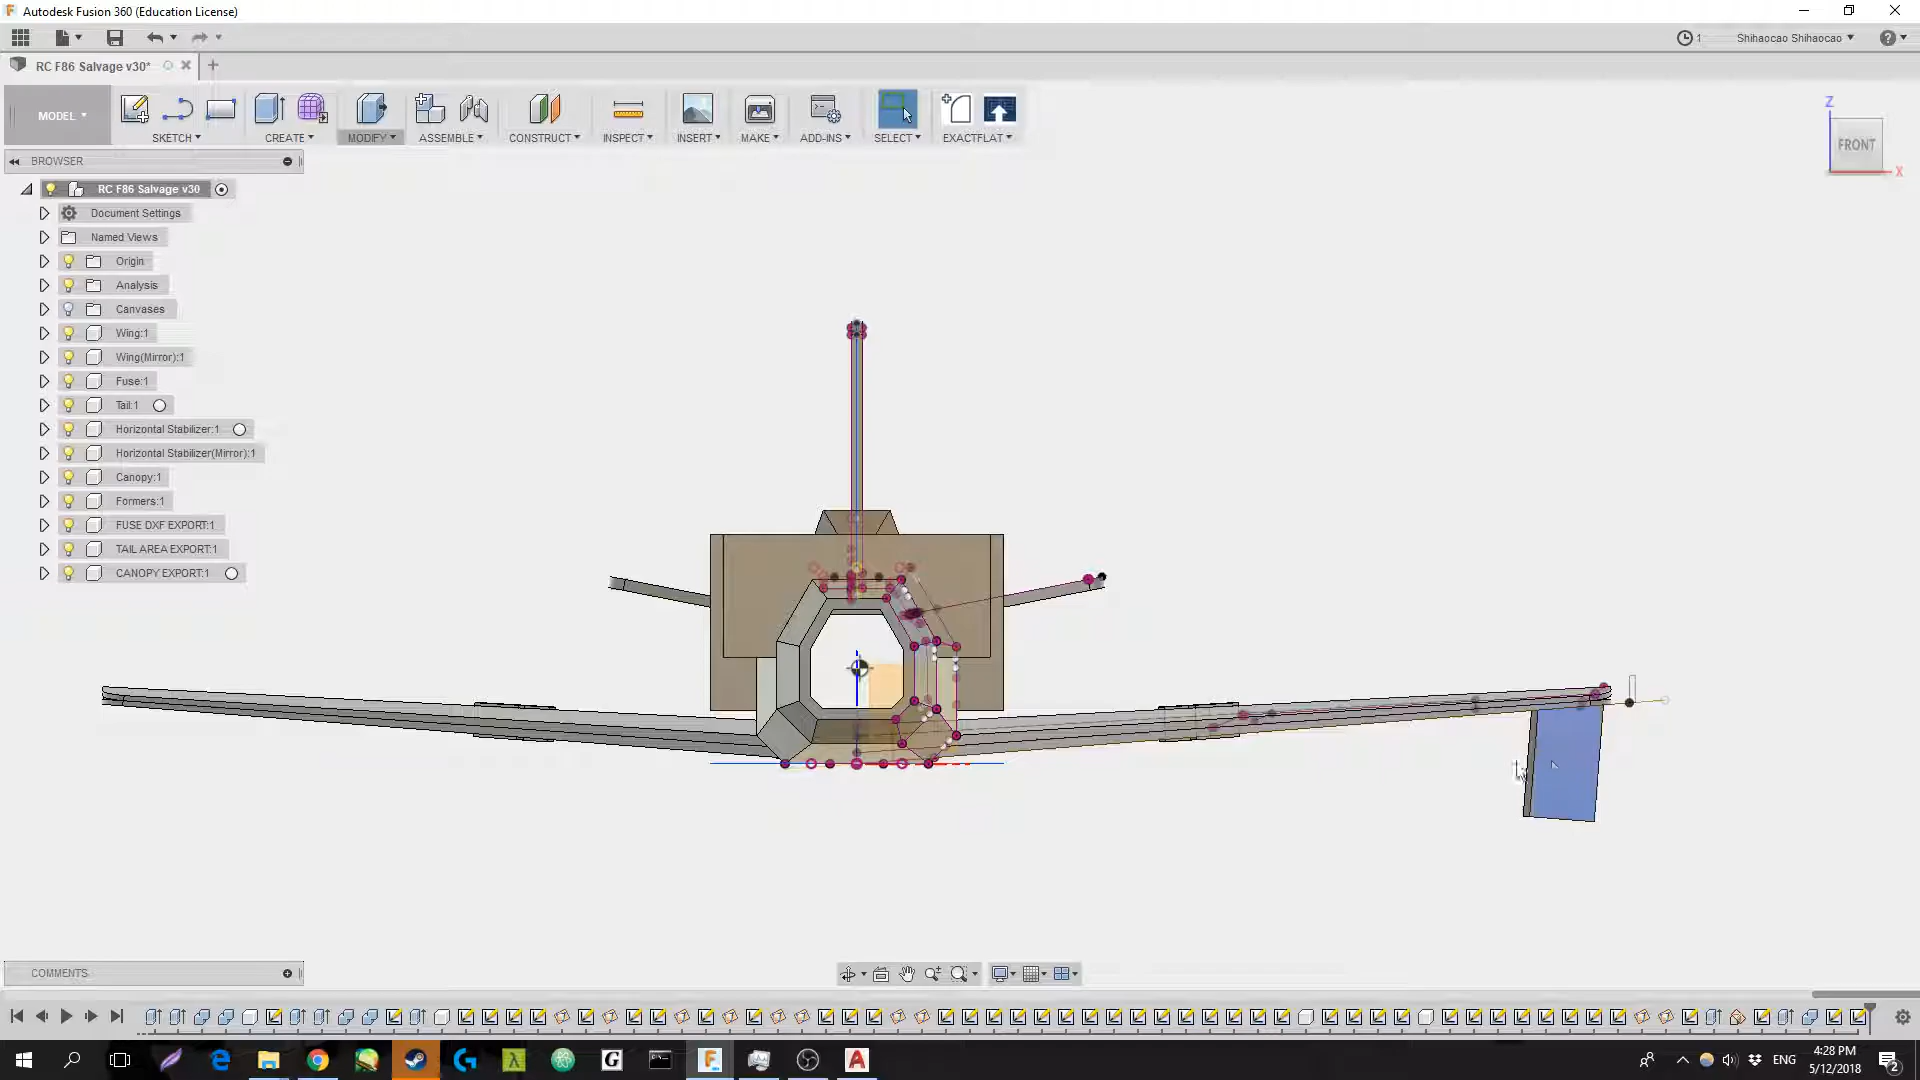 Autodesk Fusion 360 (Education License)
1
Shihaocao Shihaocao
RC F86 Salvage v30*
MODEL
SKETCH
CREATE
MODIFY
ASSEMBLE
CONSTRUCT
INSPECT
INSERT
MAKE
ADD-INS
SELECT
EXACTFLAT
Z
FRONT
X
BROWSER
RC F86 Salvage v30
Document Settings
Named Views
Origin
Analysis
Canvases
Wing:1
Wing(Mirror):1
Fuse:1
Tail:1
Horizontal Stabilizer:1
Horizontal Stabilizer(Mirror):1
Canopy:1
Formers:1
FUSE DXF EXPORT:1
TAIL AREA EXPORT:1
CANOPY EXPORT:1
COMMENTS
ENG
4:28 PM
5/12/2018
2